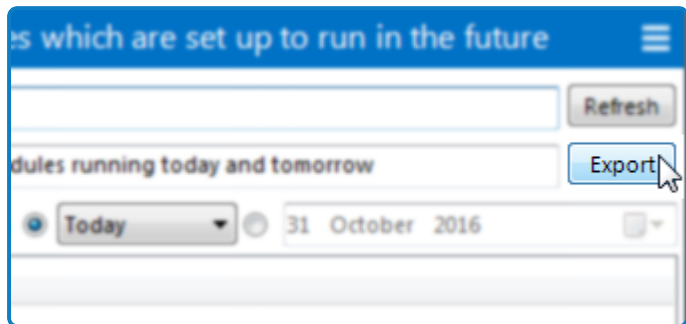 es which are set up to run in the future
Refresh
dules running today and tomorrow
Export
Today 31 October 2016